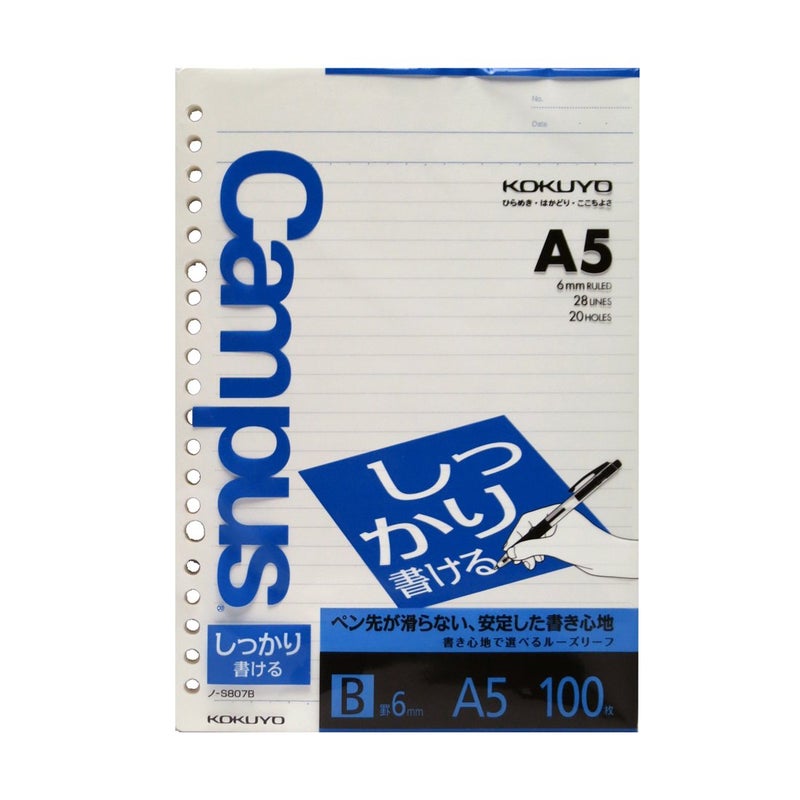 No.
Date
Campus®
KOKUYO
ひらめき・はかどり・ここちよさ
A5
6mm RULED
28 LINES
20 HOLES
しっ
かり
書ける
しっかり
書ける
ノ-S807B
KOKUYO
ペン先が滑らない、安定した書き心地
書き心地で選べるルーズリーフ
B 罫6mm A5 100枚